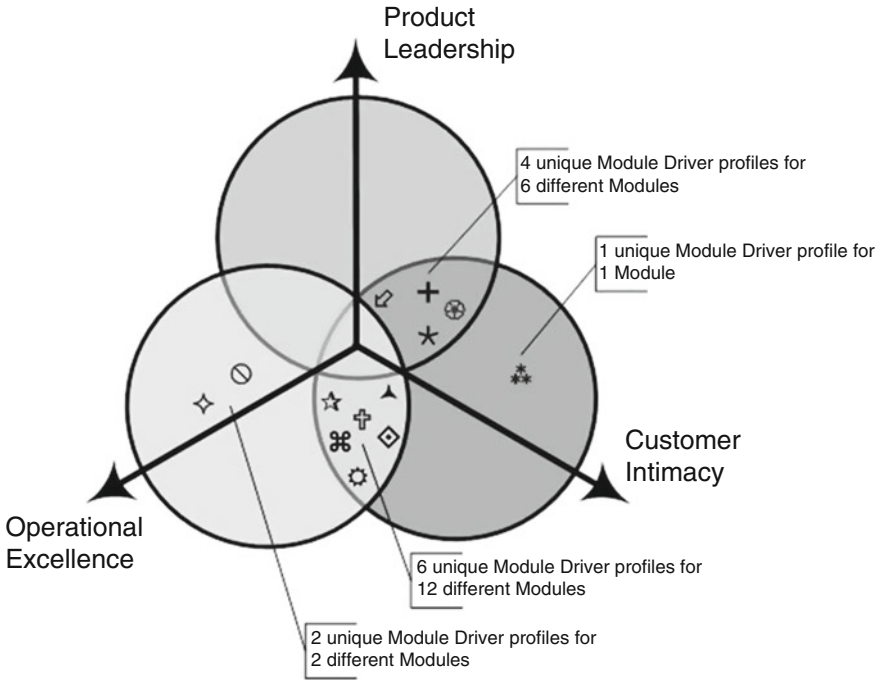 Product
Leadership
4 unique Module Driver profiles for
6 different Modules
1 unique Module Driver profile for
1 Module
Customer
Intimacy
Operational
Excellence
6 unique Module Driver profiles for
12 different Modules
2 unique Module Driver profiles for
2 different Modules